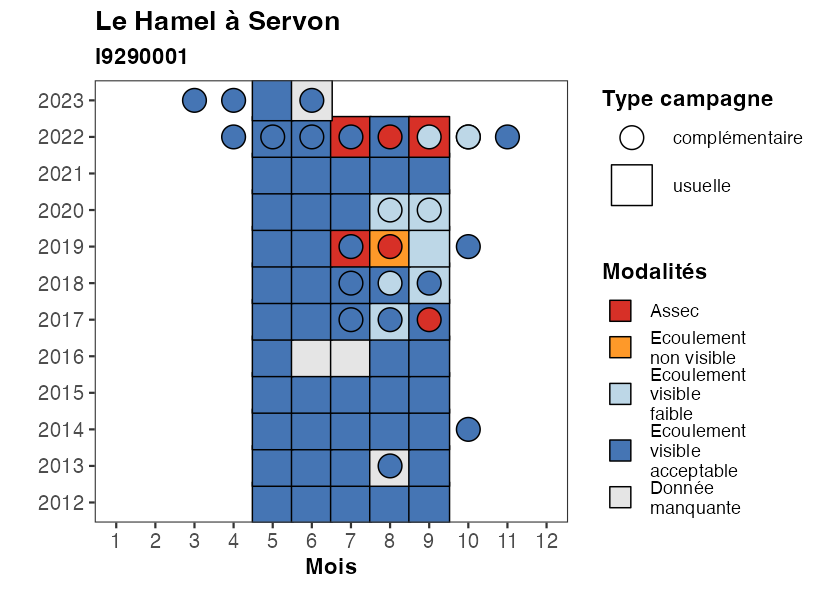 Le Hamel à Servon
I9290001
2023
2022
2021
2020
2019
2018
2017
2016
2015
2014
2013
2012
1 2 3 4 5 6 7 8 9 10 11 12
Mois
Type campagne
complémentaire
usuelle
Modalités
Assec
Ecoulement
non visible
Ecoulement
visible
faible
Ecoulement
visible
acceptable
Donnée
manquante